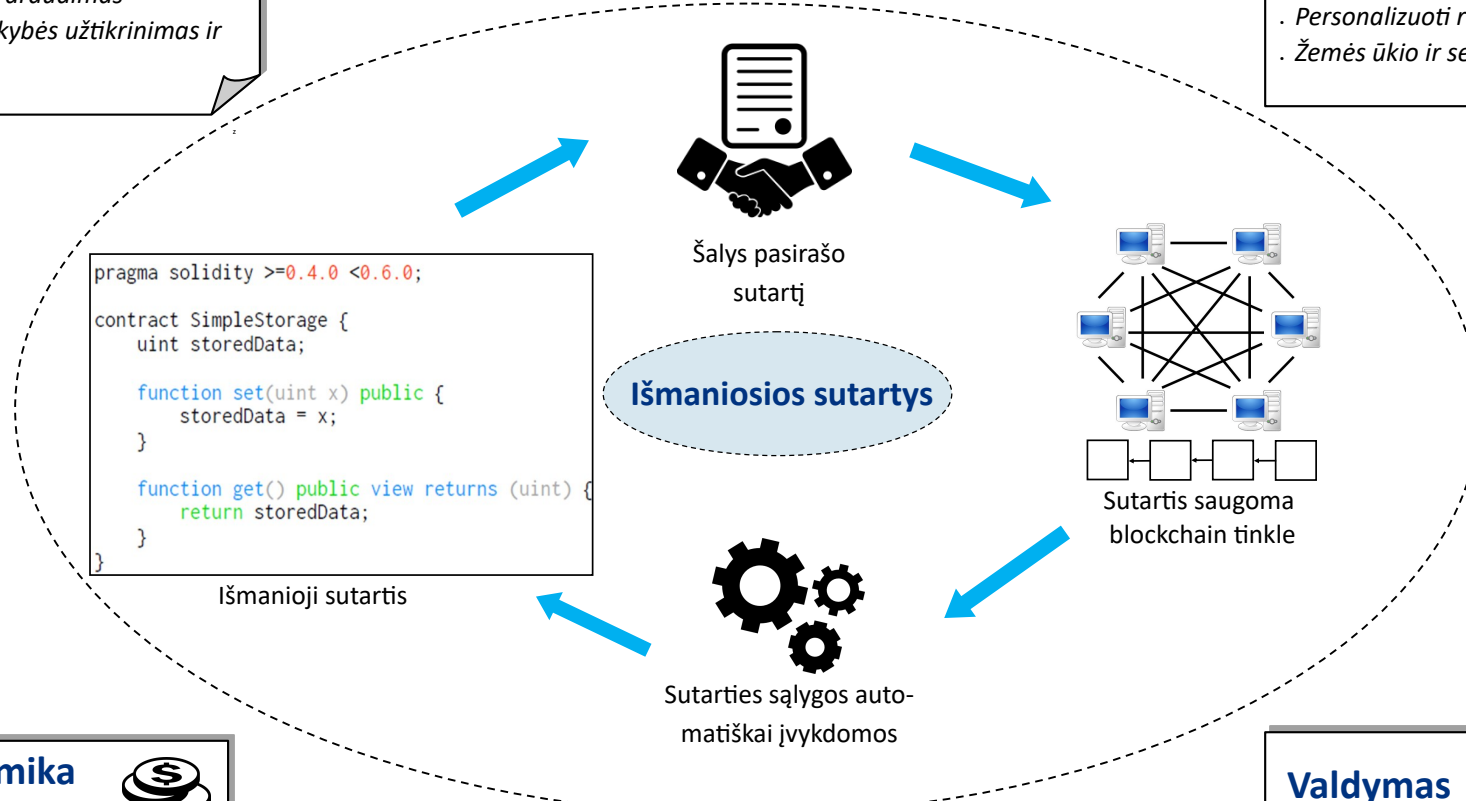 kybės užtikrinimas ir
Personalizuoti
. Žemės ūkio ir
z
Šalys pasirašo
sutartį
pragma solidity >=0.4.0 <0.6.0;
contract SimpleStorage {
uint storedData;
function set(uint x) public {
storedData = x;
}
function get() public view returns (uint) {
return storedData;
}
}
Išmanioji sutartis
Išmaniosios sutartys
Sutartis saugoma
blockchain tinkle
Sutarties sąlygos auto-
matiškai įvykdomos
mika
$
Valdymas